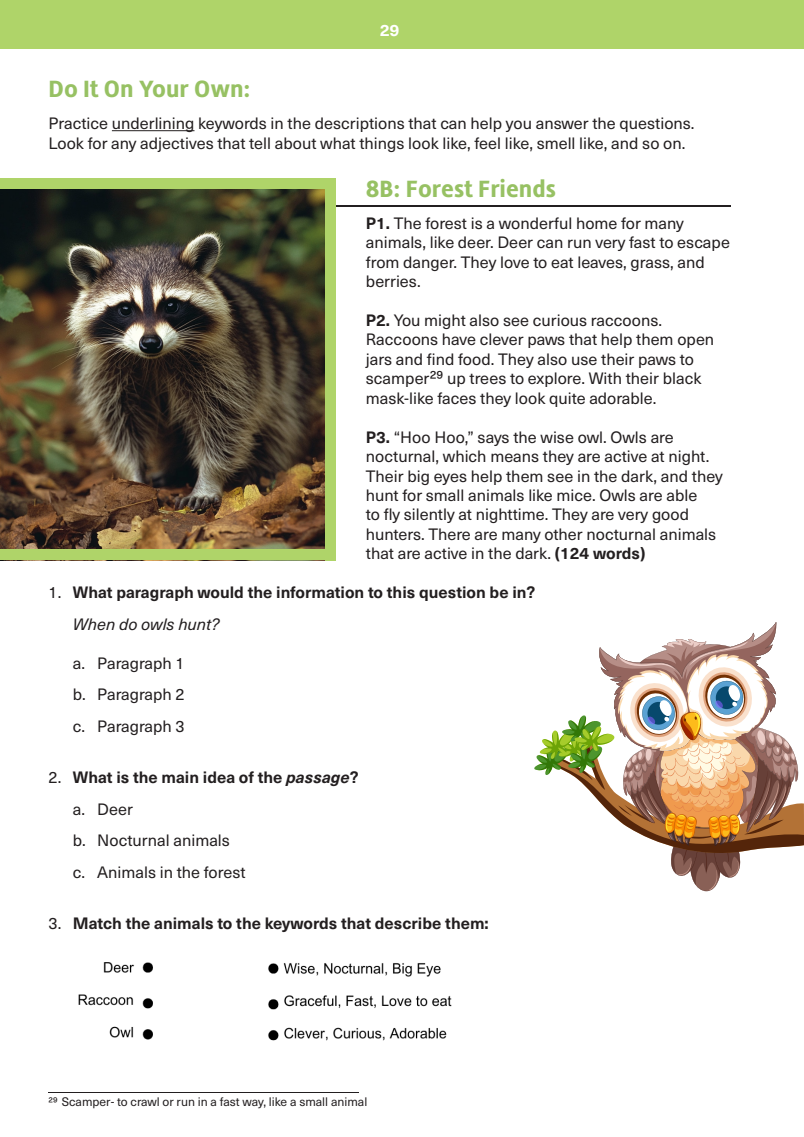 29
Do It On Your Own:
Practice underlining keywords in the descriptions that can help you answer the questions.
Look for any adjectives that tell about what things look like, feel like, smell like, and so on.
8B: Forest Friends
P1. The forest is a wonderful home for many
animals, like deer. Deer can run very fast to escape
from danger. They love to eat leaves, grass, and
berries.
P2. You might also see curious raccoons.
Raccoons have clever paws that help them open
jars and find food. They also use their paws to
scamper29 up trees to explore. With their black
mask-like faces they look quite adorable.
P3. “Hoo Hoo,” says the wise owl. Owls are
nocturnal, which means they are active at night.
Their big eyes help them see in the dark, and they
hunt for small animals like mice. Owls are able
to fly silently at nighttime. They are very good
hunters. There are many other nocturnal animals
that are active in the dark. (124 words)
1. What paragraph would the information to this question be in?
When do owls hunt?
a. Paragraph 1
b. Paragraph 2
c. Paragraph 3
2. What is the main idea of the passage?
a. Deer
b. Nocturnal animals
c. Animals in the forest
3. Match the animals to the keywords that describe them:
Deer ● ● Wise, Nocturnal, Big Eye
Raccoon ● ● Graceful, Fast, Love to eat
Owl ● ● Clever, Curious, Adorable
29 Scamper- to crawl or run in a fast way, like a small animal